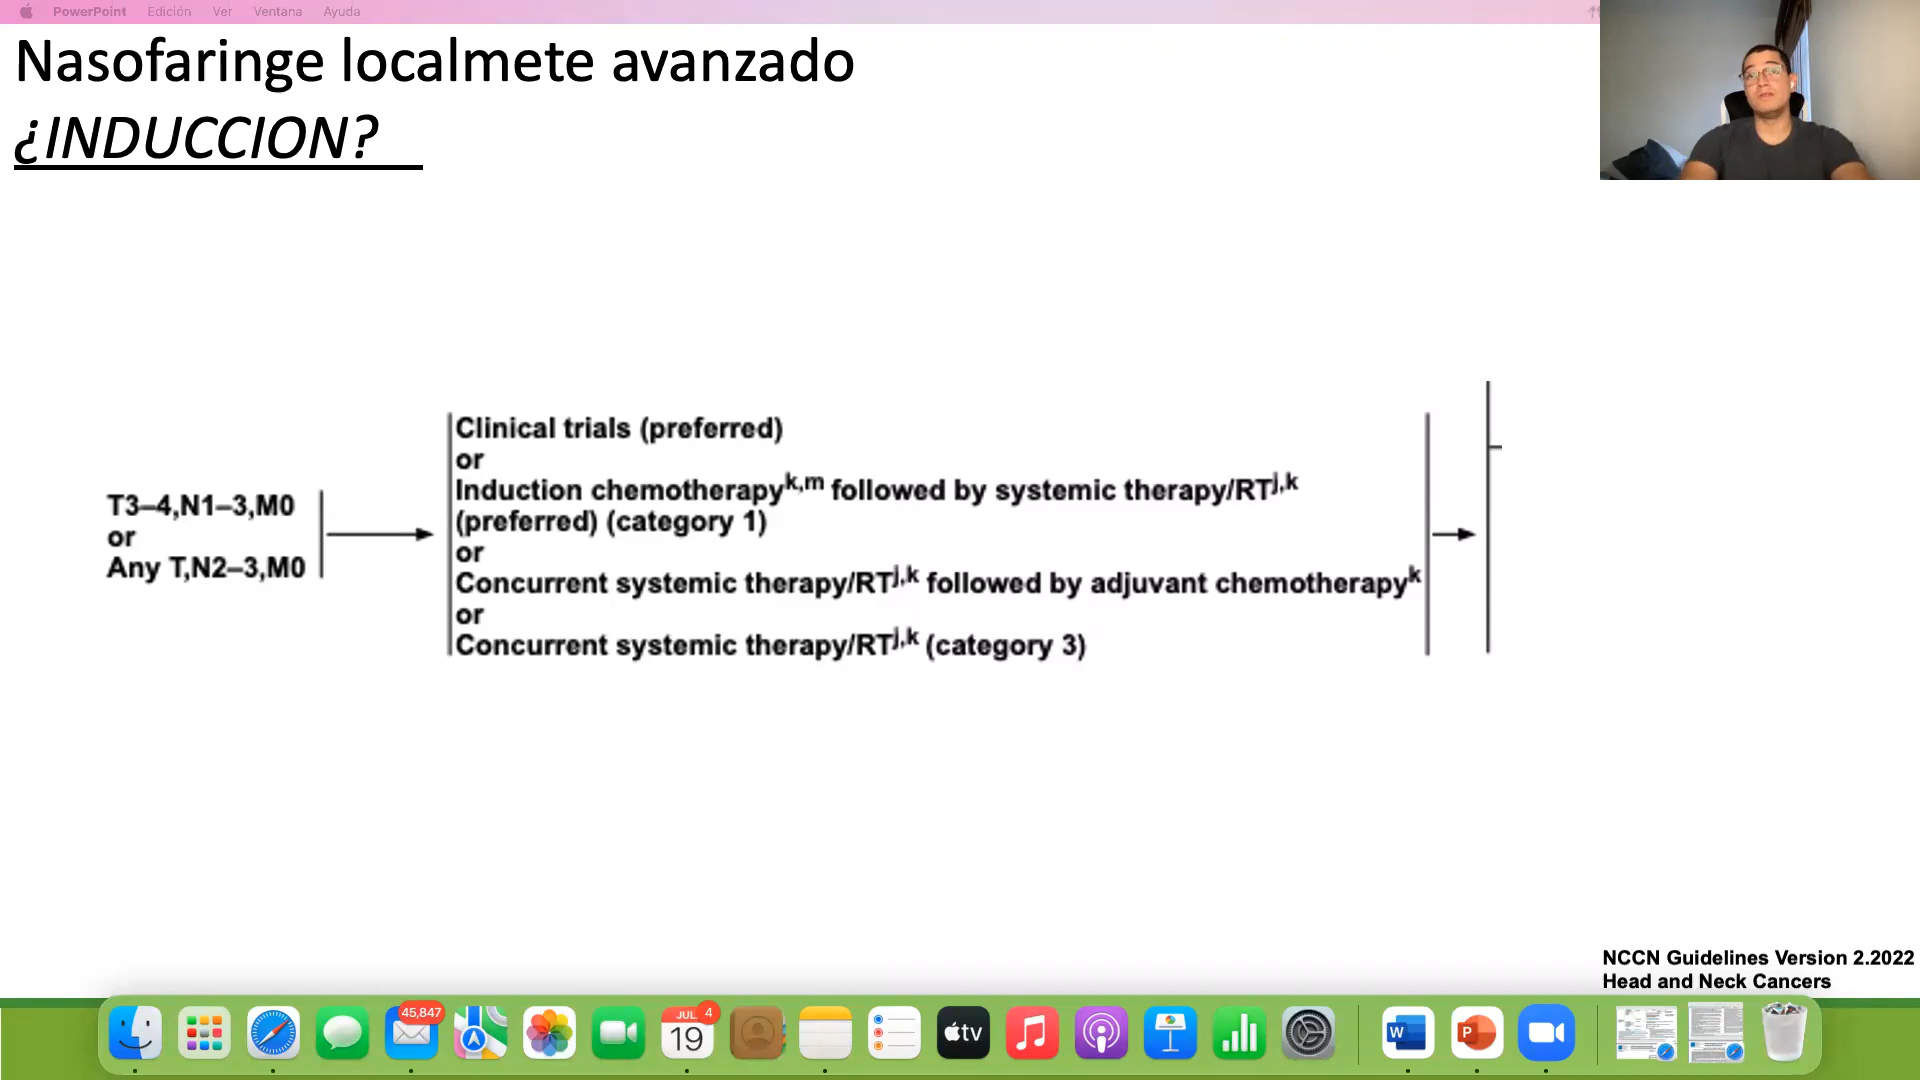 PowerPoint Edición Ver Ventana Ayuda
Nasofaringe localmete avanzado
¿INDUCCION?
T3–4,N1–3,M0
or
Any T,N2–3,M0
Clinical trials (preferred)
or
Induction chemotherapyk,m followed by systemic therapy/RTj,k
(preferred) (category 1)
or
Concurrent systemic therapy/RTj,k followed by adjuvant chemotherapyk
or
Concurrent systemic therapy/RTj,k (category 3)
NCCN Guidelines Version 2.2022
Head and Neck Cancers
45,847
JUL 4
19
tv
W
P